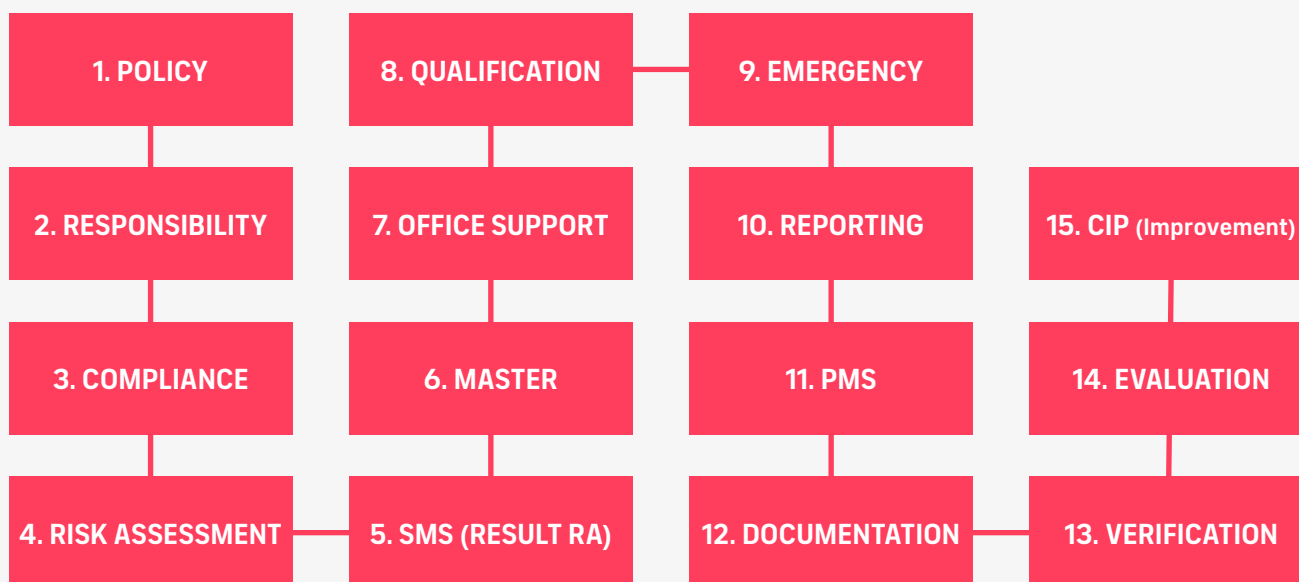 1. POLICY
2. RESPONSIBILITY
3. COMPLIANCE
4. RISK ASSESSMENT
5. SMS (RESULT RA)
6. MASTER
7. OFFICE SUPPORT
8. QUALIFICATION
9. EMERGENCY
10. REPORTING
11. PMS
12. DOCUMENTATION
13. VERIFICATION
14. EVALUATION
15. CIP (Improvement)